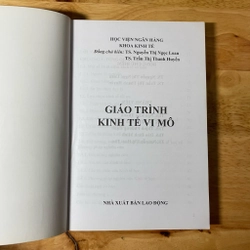 HỌC VIỆN NGÂN HÀNG
KHOA KINH TẾ
Đồng chủ biên: TS. Nguyễn Thị Ngọc Loan
TS. Trần Thị Thanh Huyền
GIÁO TRÌNH
KINH TẾ VI MÔ
NHÀ XUẤT BẢN LAO ĐỘNG